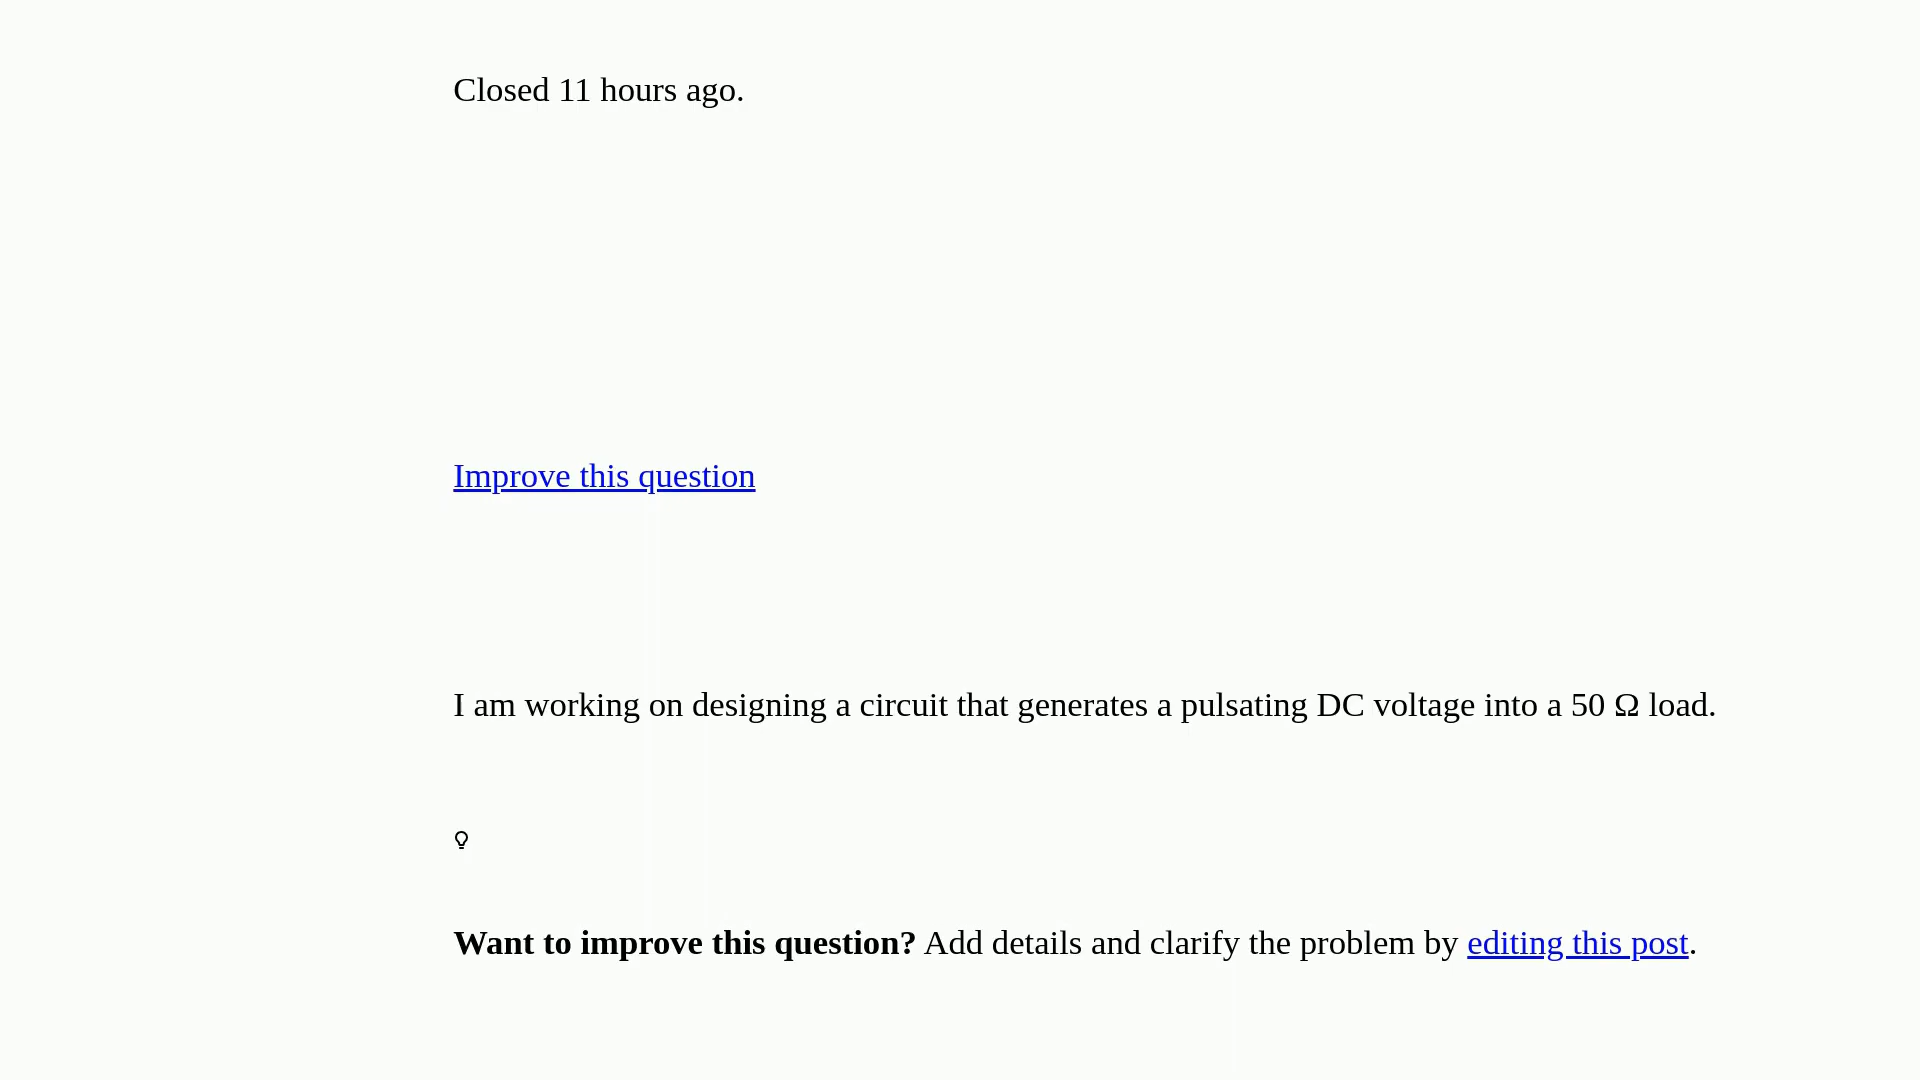 Closed 11 hours ago.
Improve this question
I am working on designing a circuit that generates a pulsating DC voltage into a 50 Ω load.
Want to improve this question? Add details and clarify the problem by editing this post.